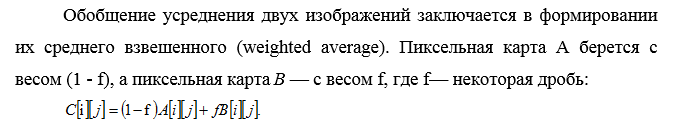 Обобщение усреднения двух изображений заключается в формировании
их среднего взвешенного (weighted average). Пиксельная карта А берется с
весом (1 - f), а пиксельная карта B — с весом f, где f— некоторая дробь:
C[i][j]=(1−f)A[i][j]+ fB[i][j].